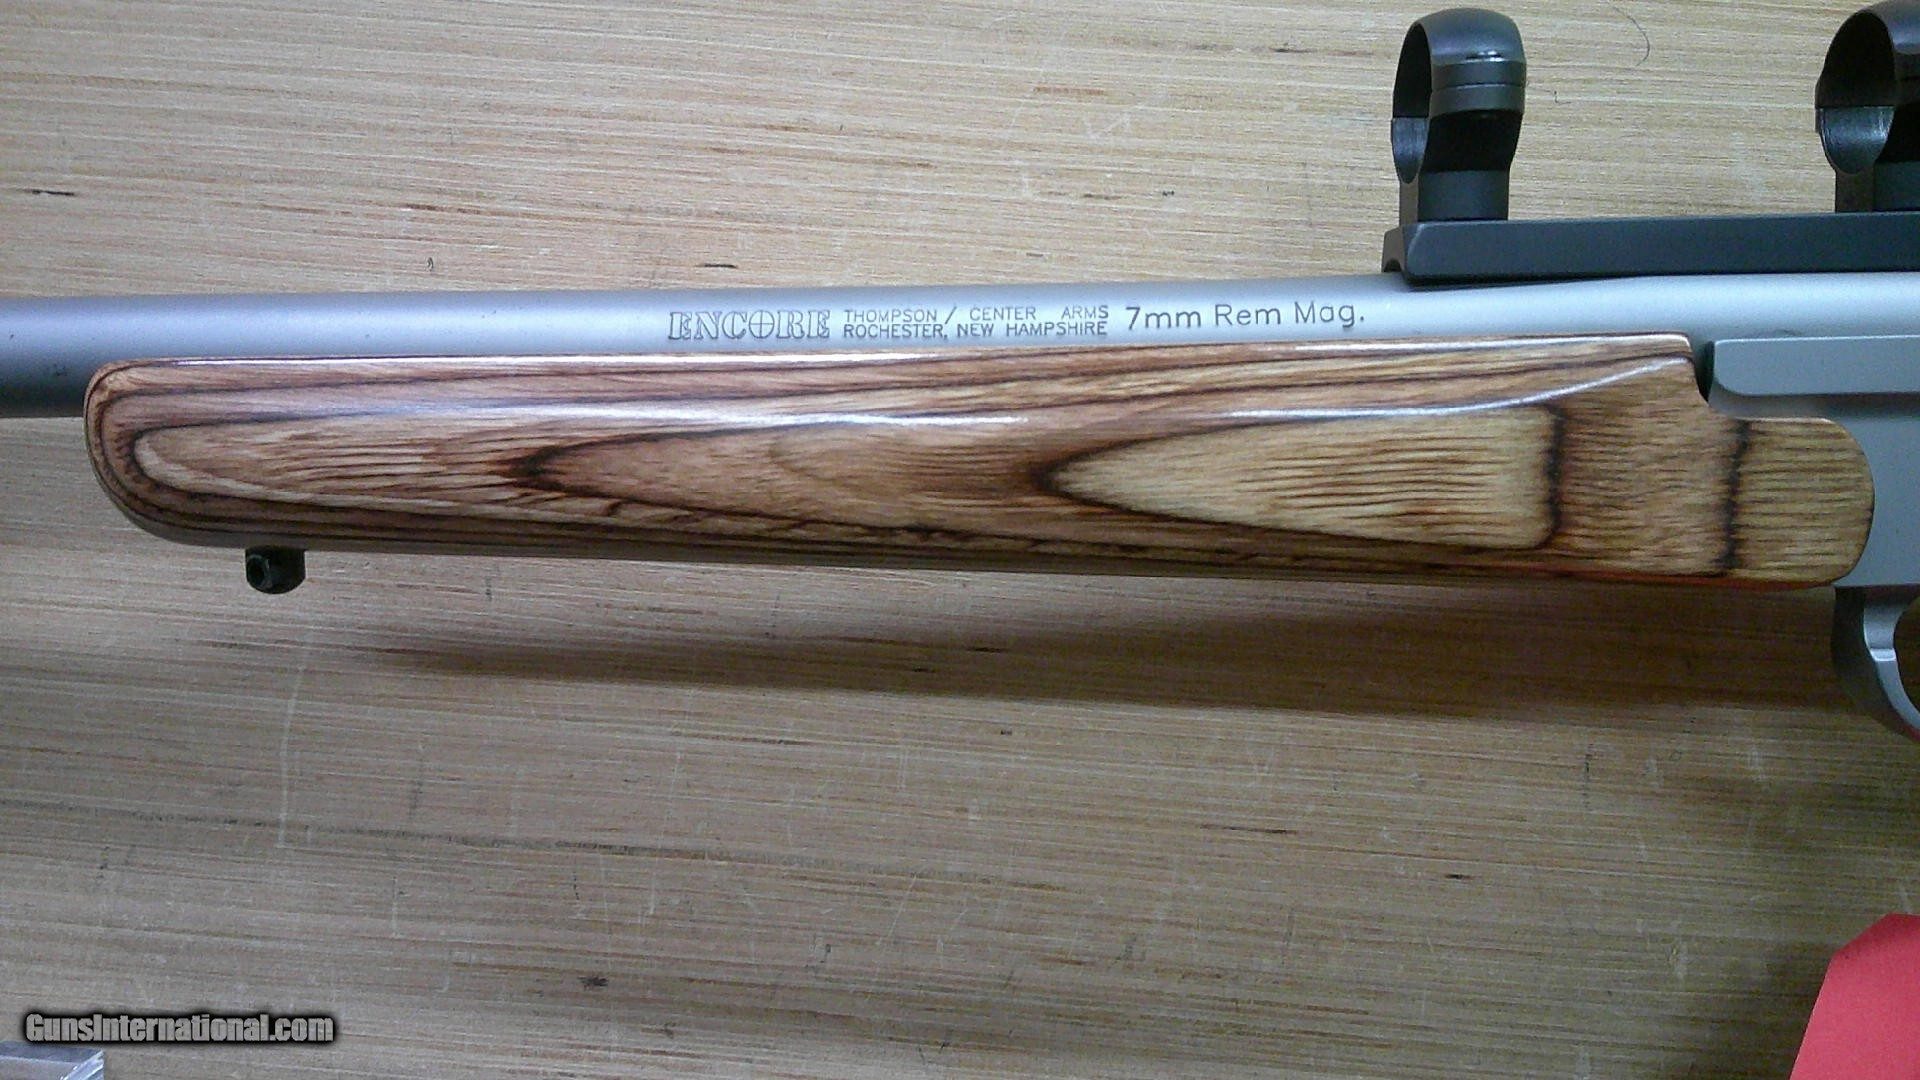 ENCORE THOMPSON / CENTER ARMS 7mm Rem Mag.
ROCHESTER, NEW HAMPSHIRE
GunsInternational.com